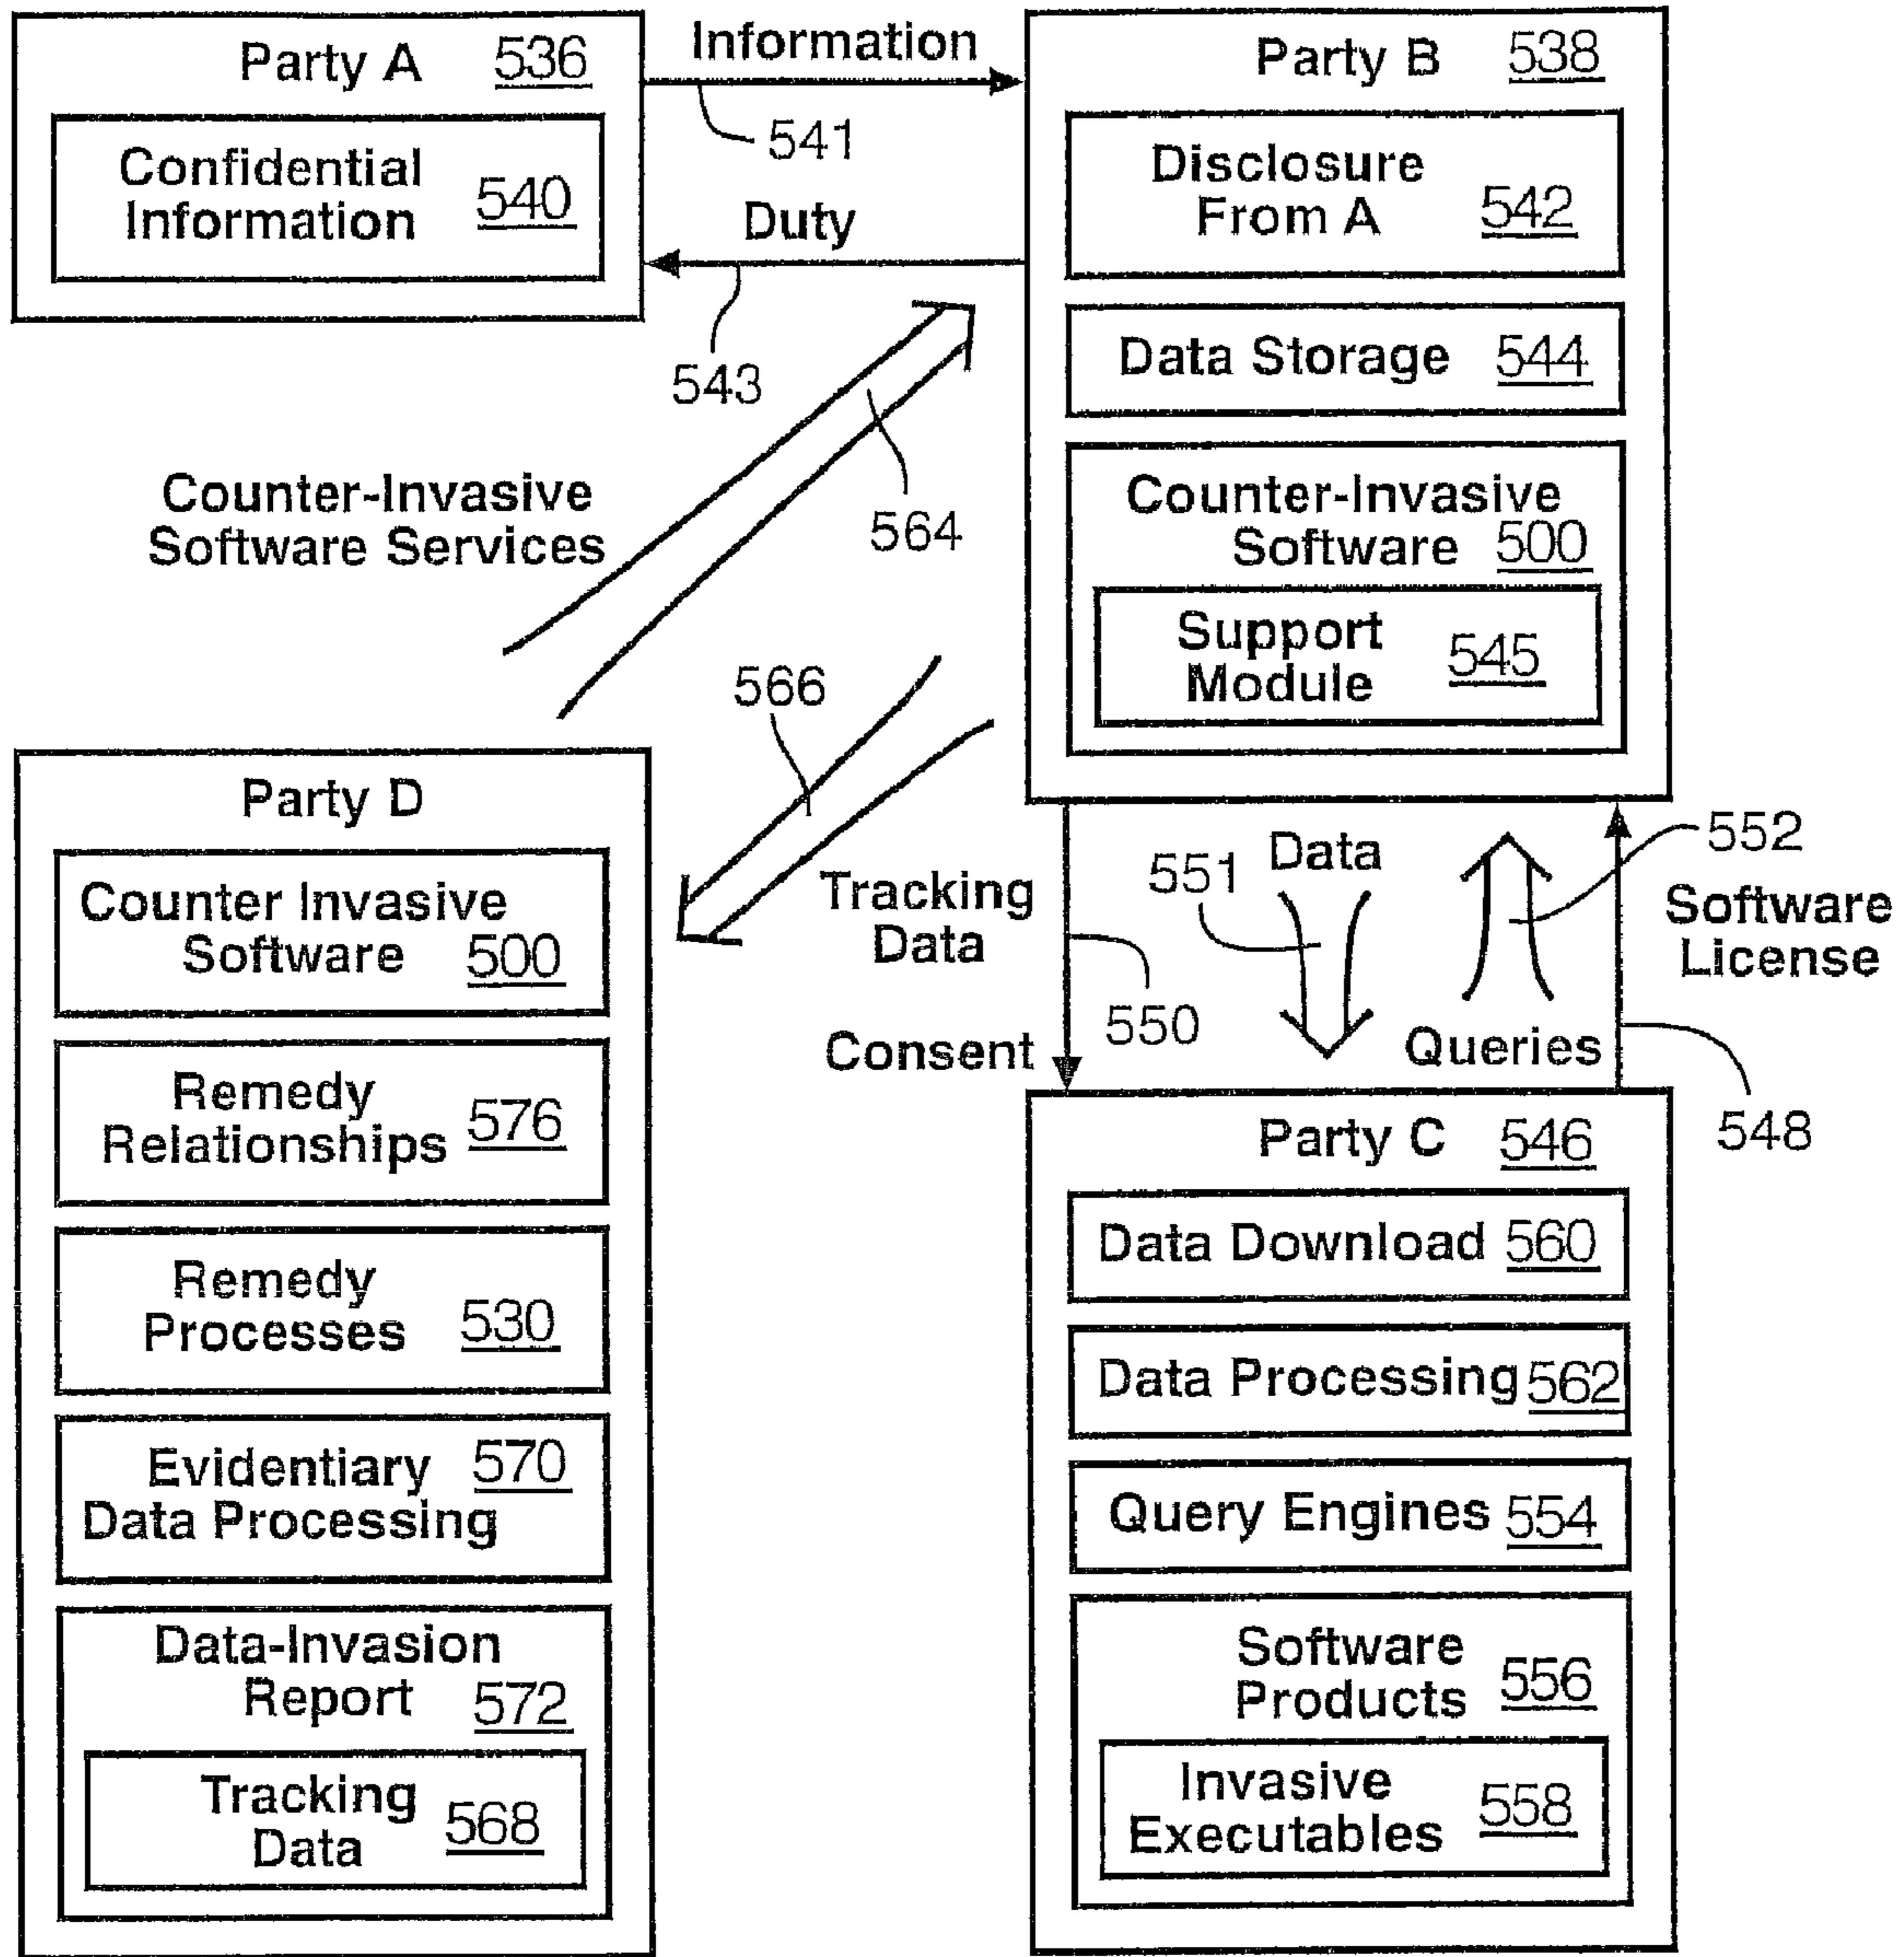 Party A 536
Confidential
Information 540
Information
541
Duty
543
Party B 538
Disclosure
From A 542
Data Storage 544
Counter-Invasive
Software 500
Support
Module 545
Counter-Invasive
Software Services
564
566
Tracking
Data
Consent
550
551
Data
552
Queries
Software
License
548
Party D
Counter Invasive
Software 500
Remedy
Relationships 576
Remedy
Processes 530
Evidentiary 570
Data Processing
Data-Invasion
Report 572
Tracking
Data 568
Party C 546
Data Download 560
Data Processing 562
Query Engines 554
Software
Products 556
Invasive
Executables 558